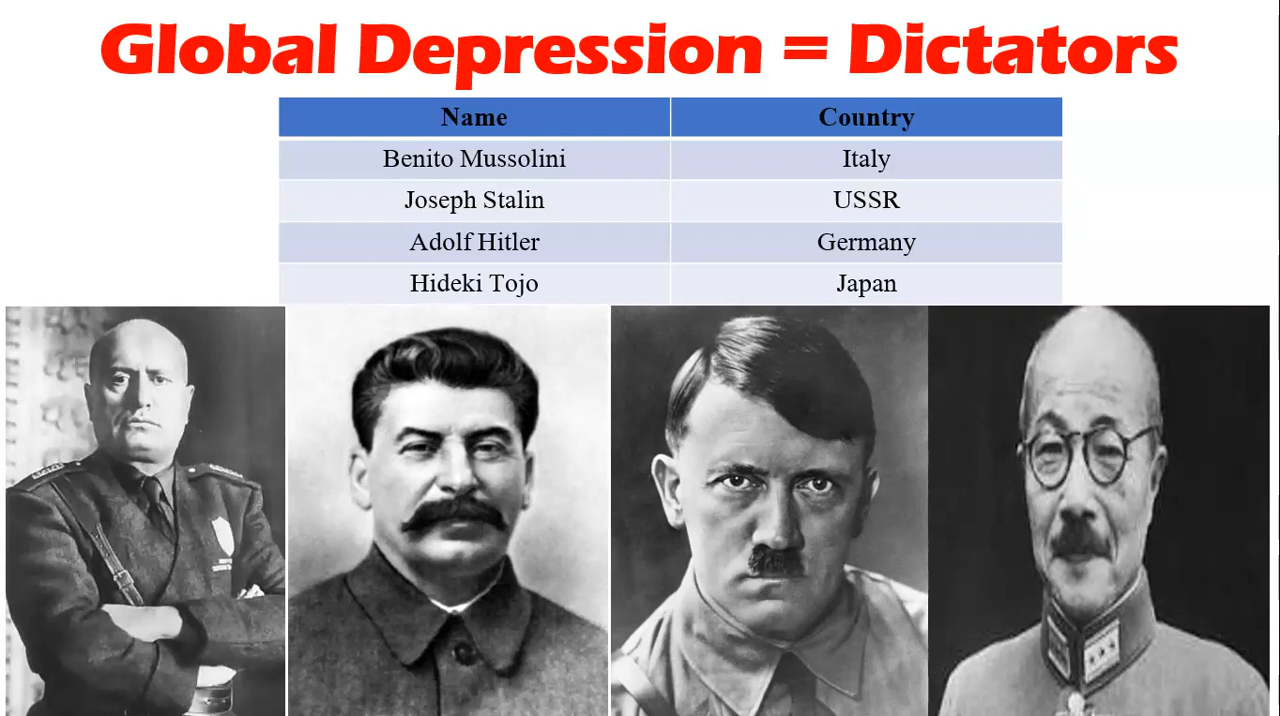 Global Depression = Dictators
Name Country
Benito Mussolini Italy
Joseph Stalin USSR
Adolf Hitler Germany
Hideki Tojo Japan